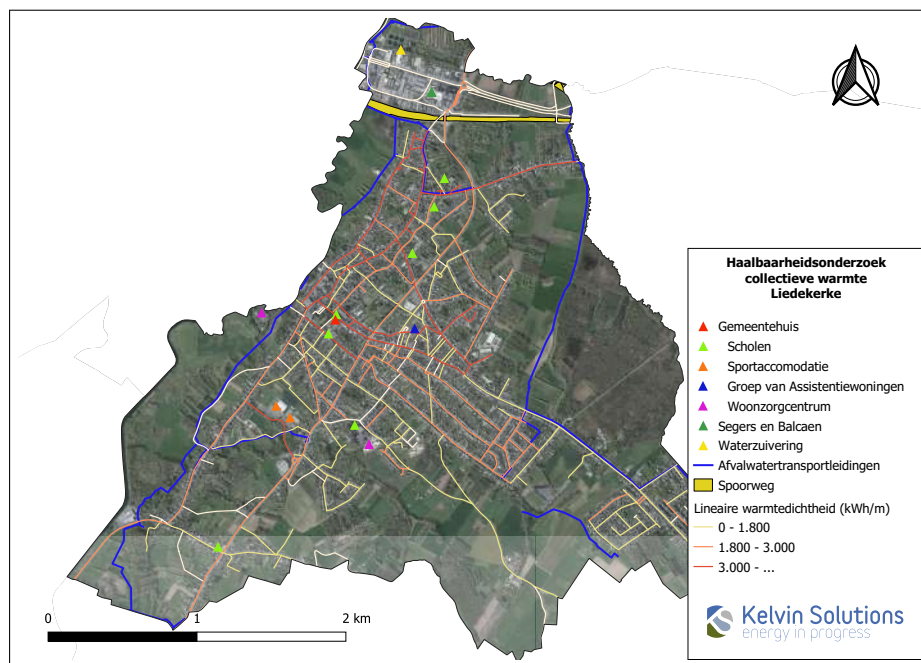 Haalbaarheidsonderzoek
collectieve warmte
Liedekerke
Gemeentehuis
Scholen
Sportaccomodatie
Groep van Assistentiewoningen
Woonzorgcentrum
Segers en Balcaen
Waterzuivering
Afvalwatertransportleidingen
Spoorweg
Lineaire warmtedichtheid (kWh/m)
0 - 1.800
1.800 - 3.000
3.000 - ...
0 1 2 km
Kelvin Solutions
energy in progress